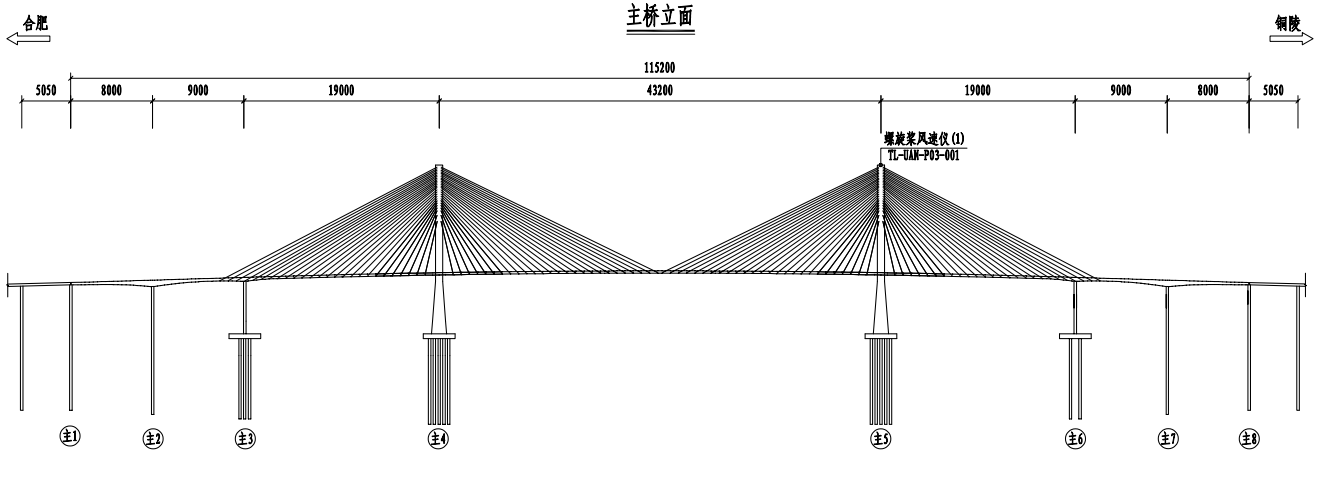 主桥立面
合肥
铜陵
115200
5050
8000
9000
19000
43200
19000
9000
8000
5050
螺旋桨风速仪(1)
TL-UAN-P03-001
主1
主2
主3
主4
主5
主6
主7
主8